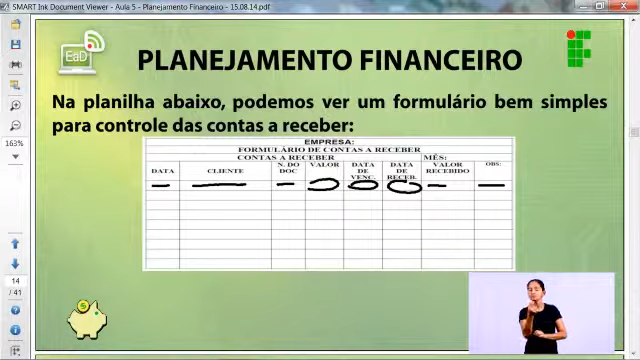 SMART Ink Document Viewer - Aula 5 - Planejamento Financeiro - 15.08.14.pdf
EaD
PLANEJAMENTO FINANCEIRO
Na planilha abaixo, podemos ver um formulário bem simples
para controle das contas a receber:
EMPRESA:
FORMULÁRIO DE CONTAS A RECEBER
CONTAS A RECEBER MÊS:
DATA CLIENTE N. DO DOC VALOR DATA DE VENC. DATA DE RECEB. VALOR RECEBIDO OBS:
163%
14
/ 41